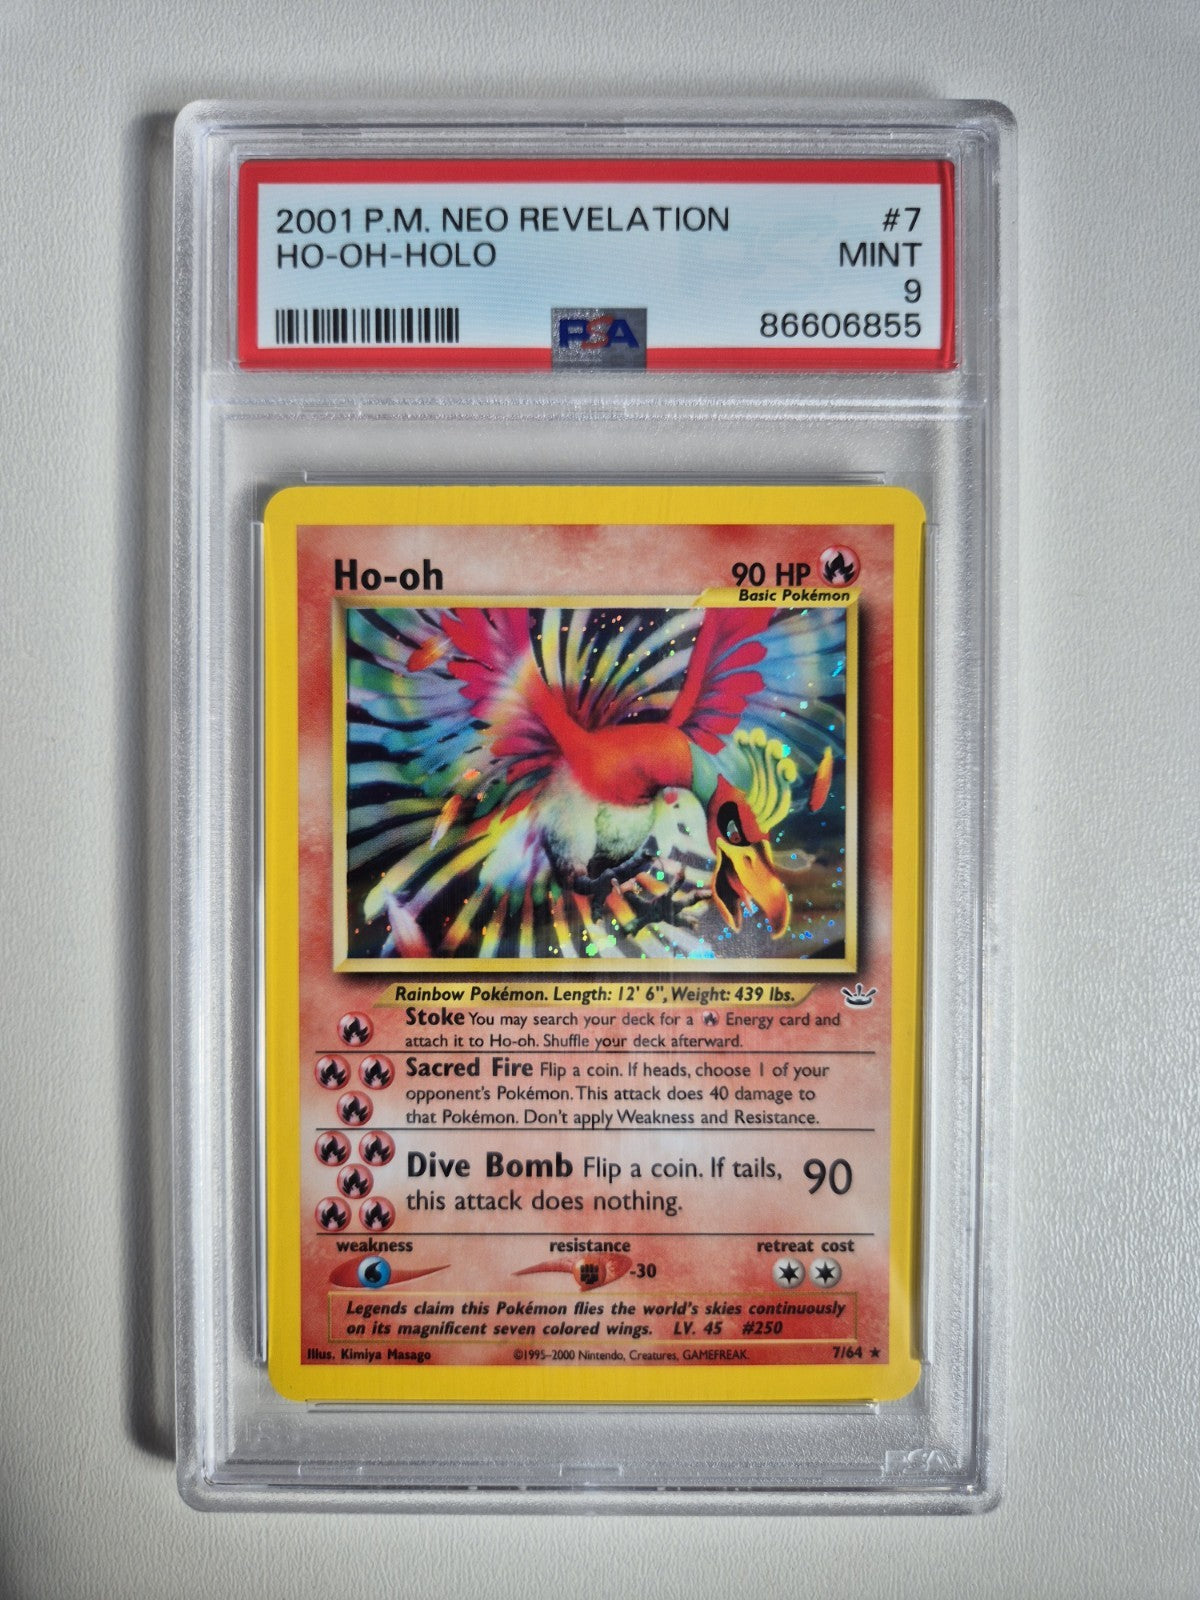 2001 P.M. NEO REVELATION #7
HO-OH-HOLO MINT
9
PSA 86606855
Ho-oh 90 HP
Basic Pokémon
Rainbow Pokémon. Length: 12' 6", Weight: 439 lbs.
Stoke You may search your deck for a Energy card and
attach it to Ho-oh. Shuffle your deck afterward.
Sacred Fire Flip a coin. If heads, choose 1 of your
opponent's Pokémon. This attack does 40 damage to
that Pokémon. Don't apply Weakness and Resistance.
Dive Bomb Flip a coin. If tails, 90
this attack does nothing.
weakness resistance retreat cost
-30
Legends claim this Pokémon flies the world's skies continuously
on its magnificent seven colored wings. LV. 45 #250
Illus. Kimiya Masago ©1995-2000 Nintendo, Creatures, GAMEFREAK. 7/64 ★
PSA